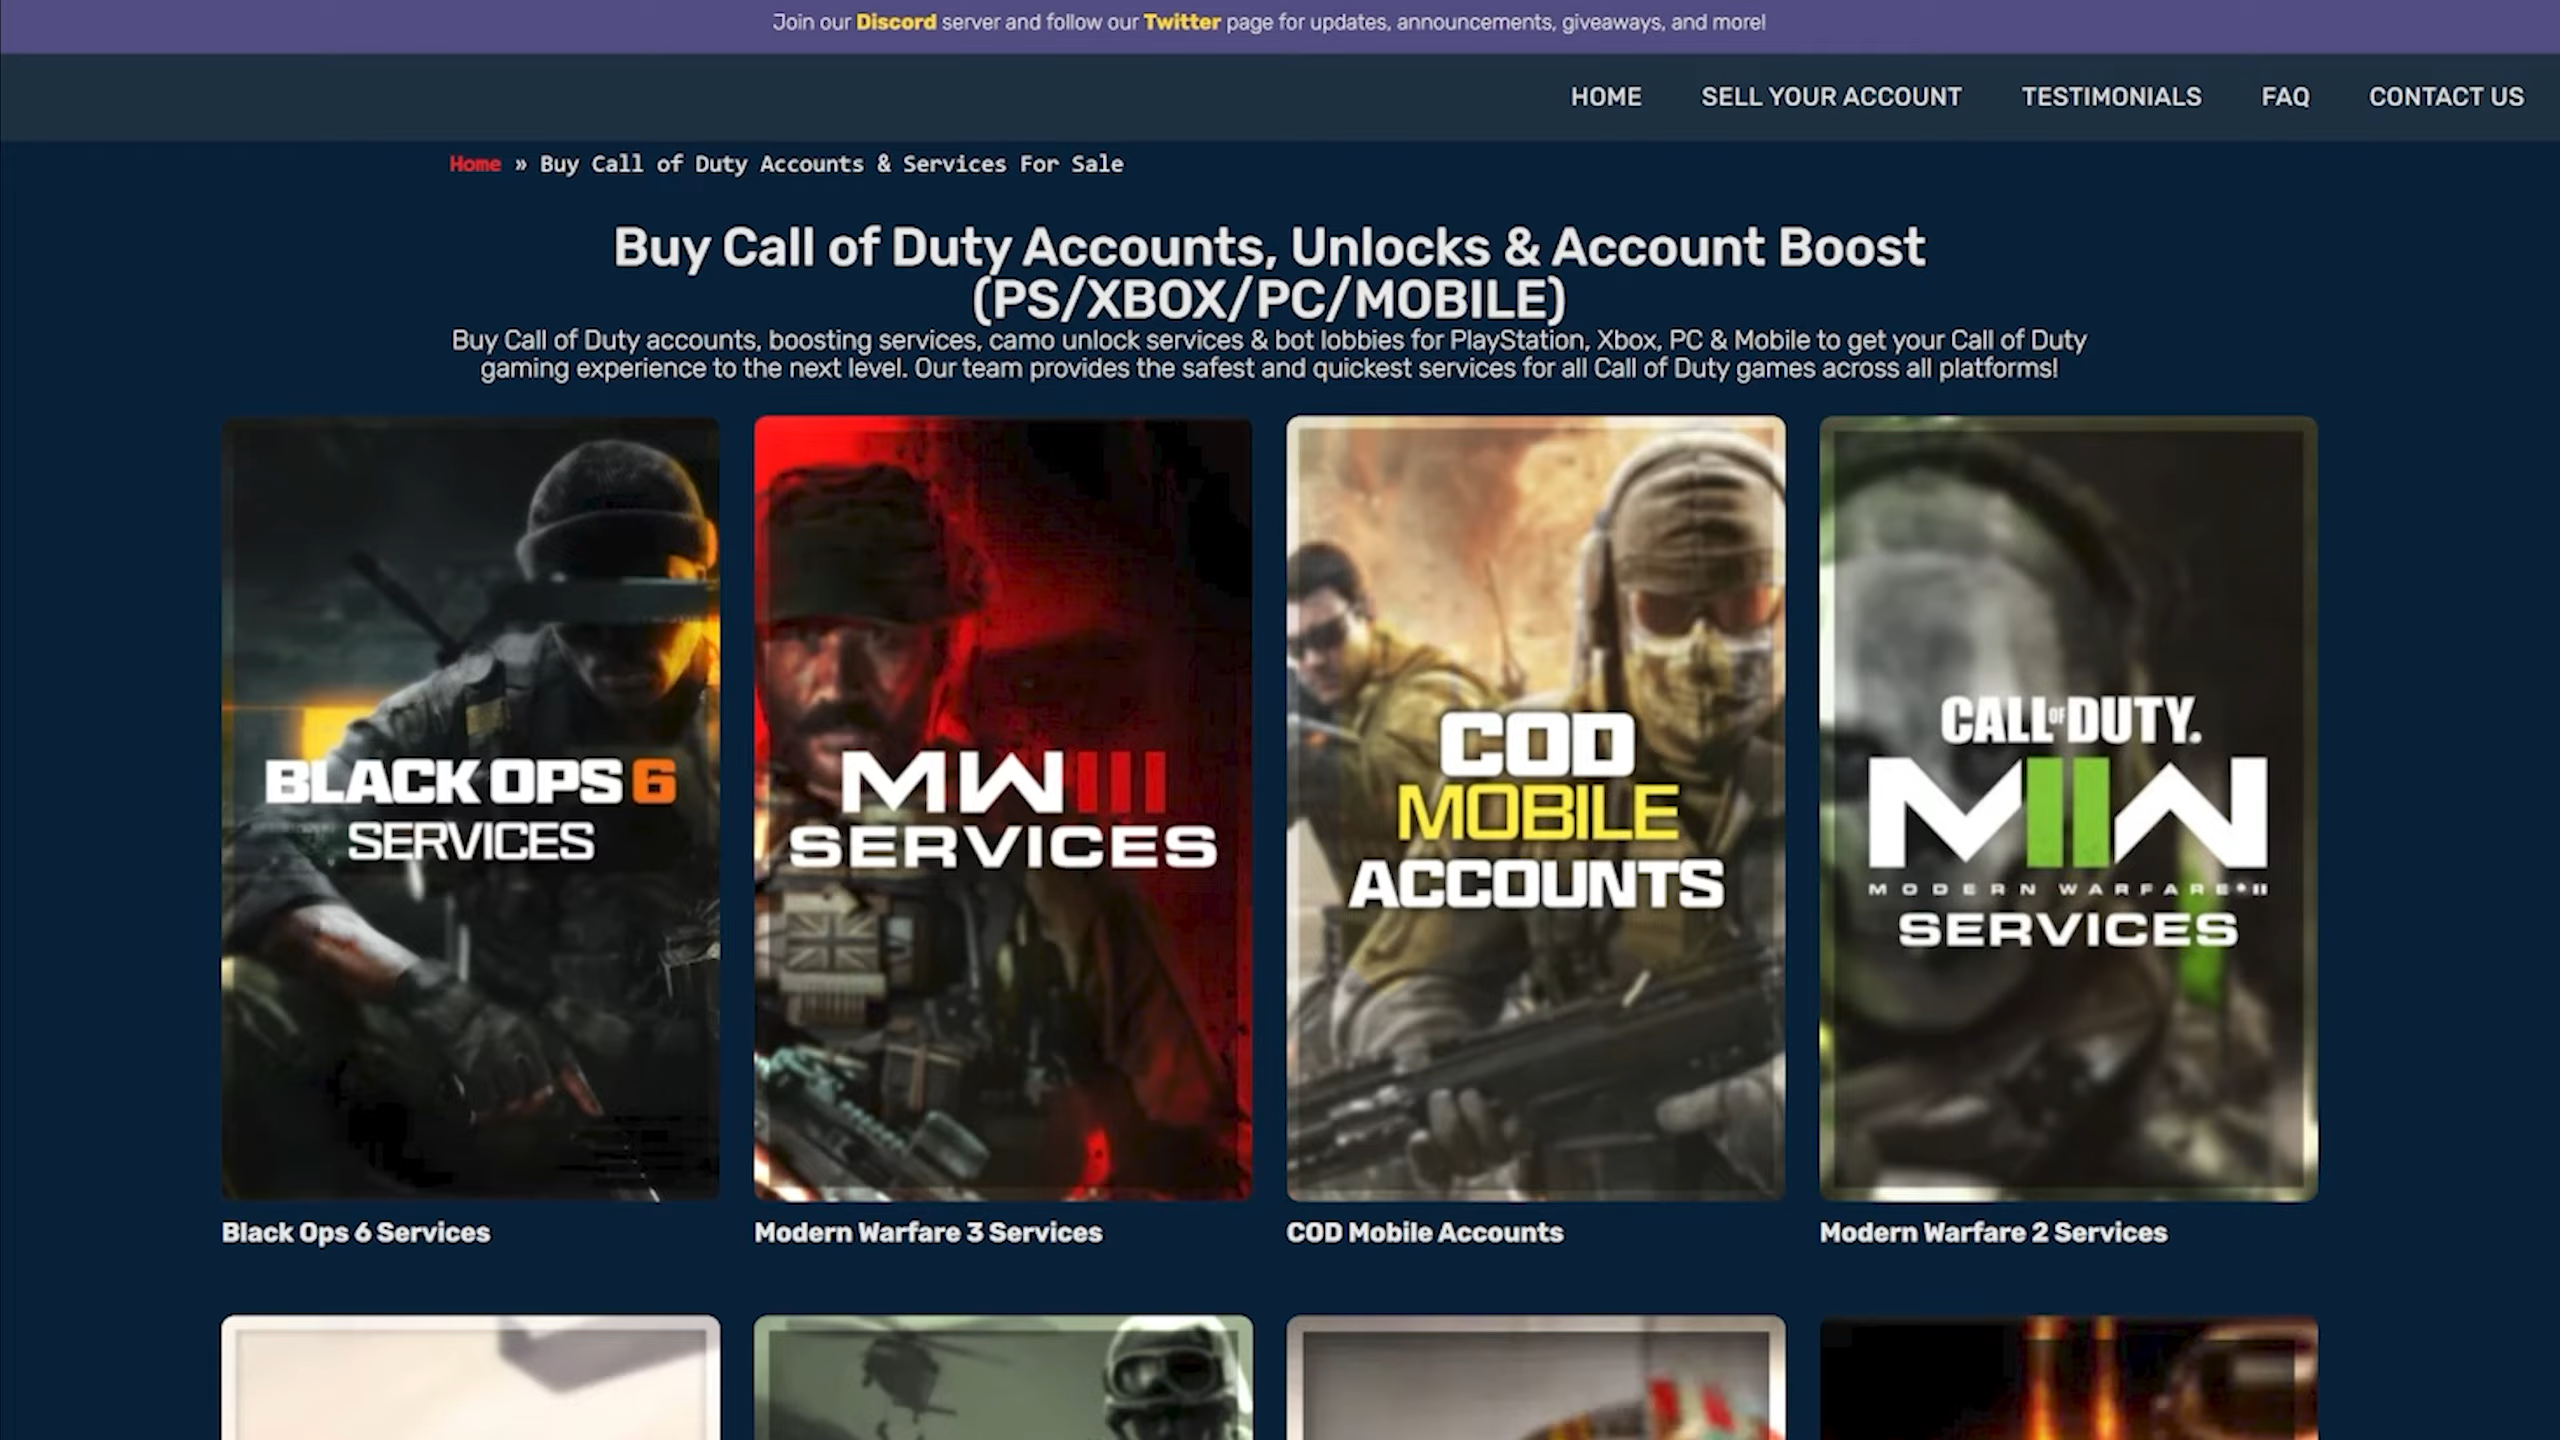 Join our Discord server and follow our Twitter page for updates, announcements, giveaways, and more!
HOME SELL YOUR ACCOUNT TESTIMONIALS FAQ CONTACT US
Home » Buy Call of Duty Accounts & Services For Sale
Buy Call of Duty Accounts, Unlocks & Account Boost
(PS/XBOX/PC/MOBILE)
Buy Call of Duty accounts, boosting services, camo unlock services & bot lobbies for PlayStation, Xbox, PC & Mobile to get your Call of Duty
gaming experience to the next level. Our team provides the safest and quickest services for all Call of Duty games across all platforms!
BLACK OPS 6
SERVICES
MWIII
SERVICES
COD
MOBILE
ACCOUNTS
CALL OF DUTY.
MIIW
MODERN WARFARE II
SERVICES
Black Ops 6 Services
Modern Warfare 3 Services
COD Mobile Accounts
Modern Warfare 2 Services